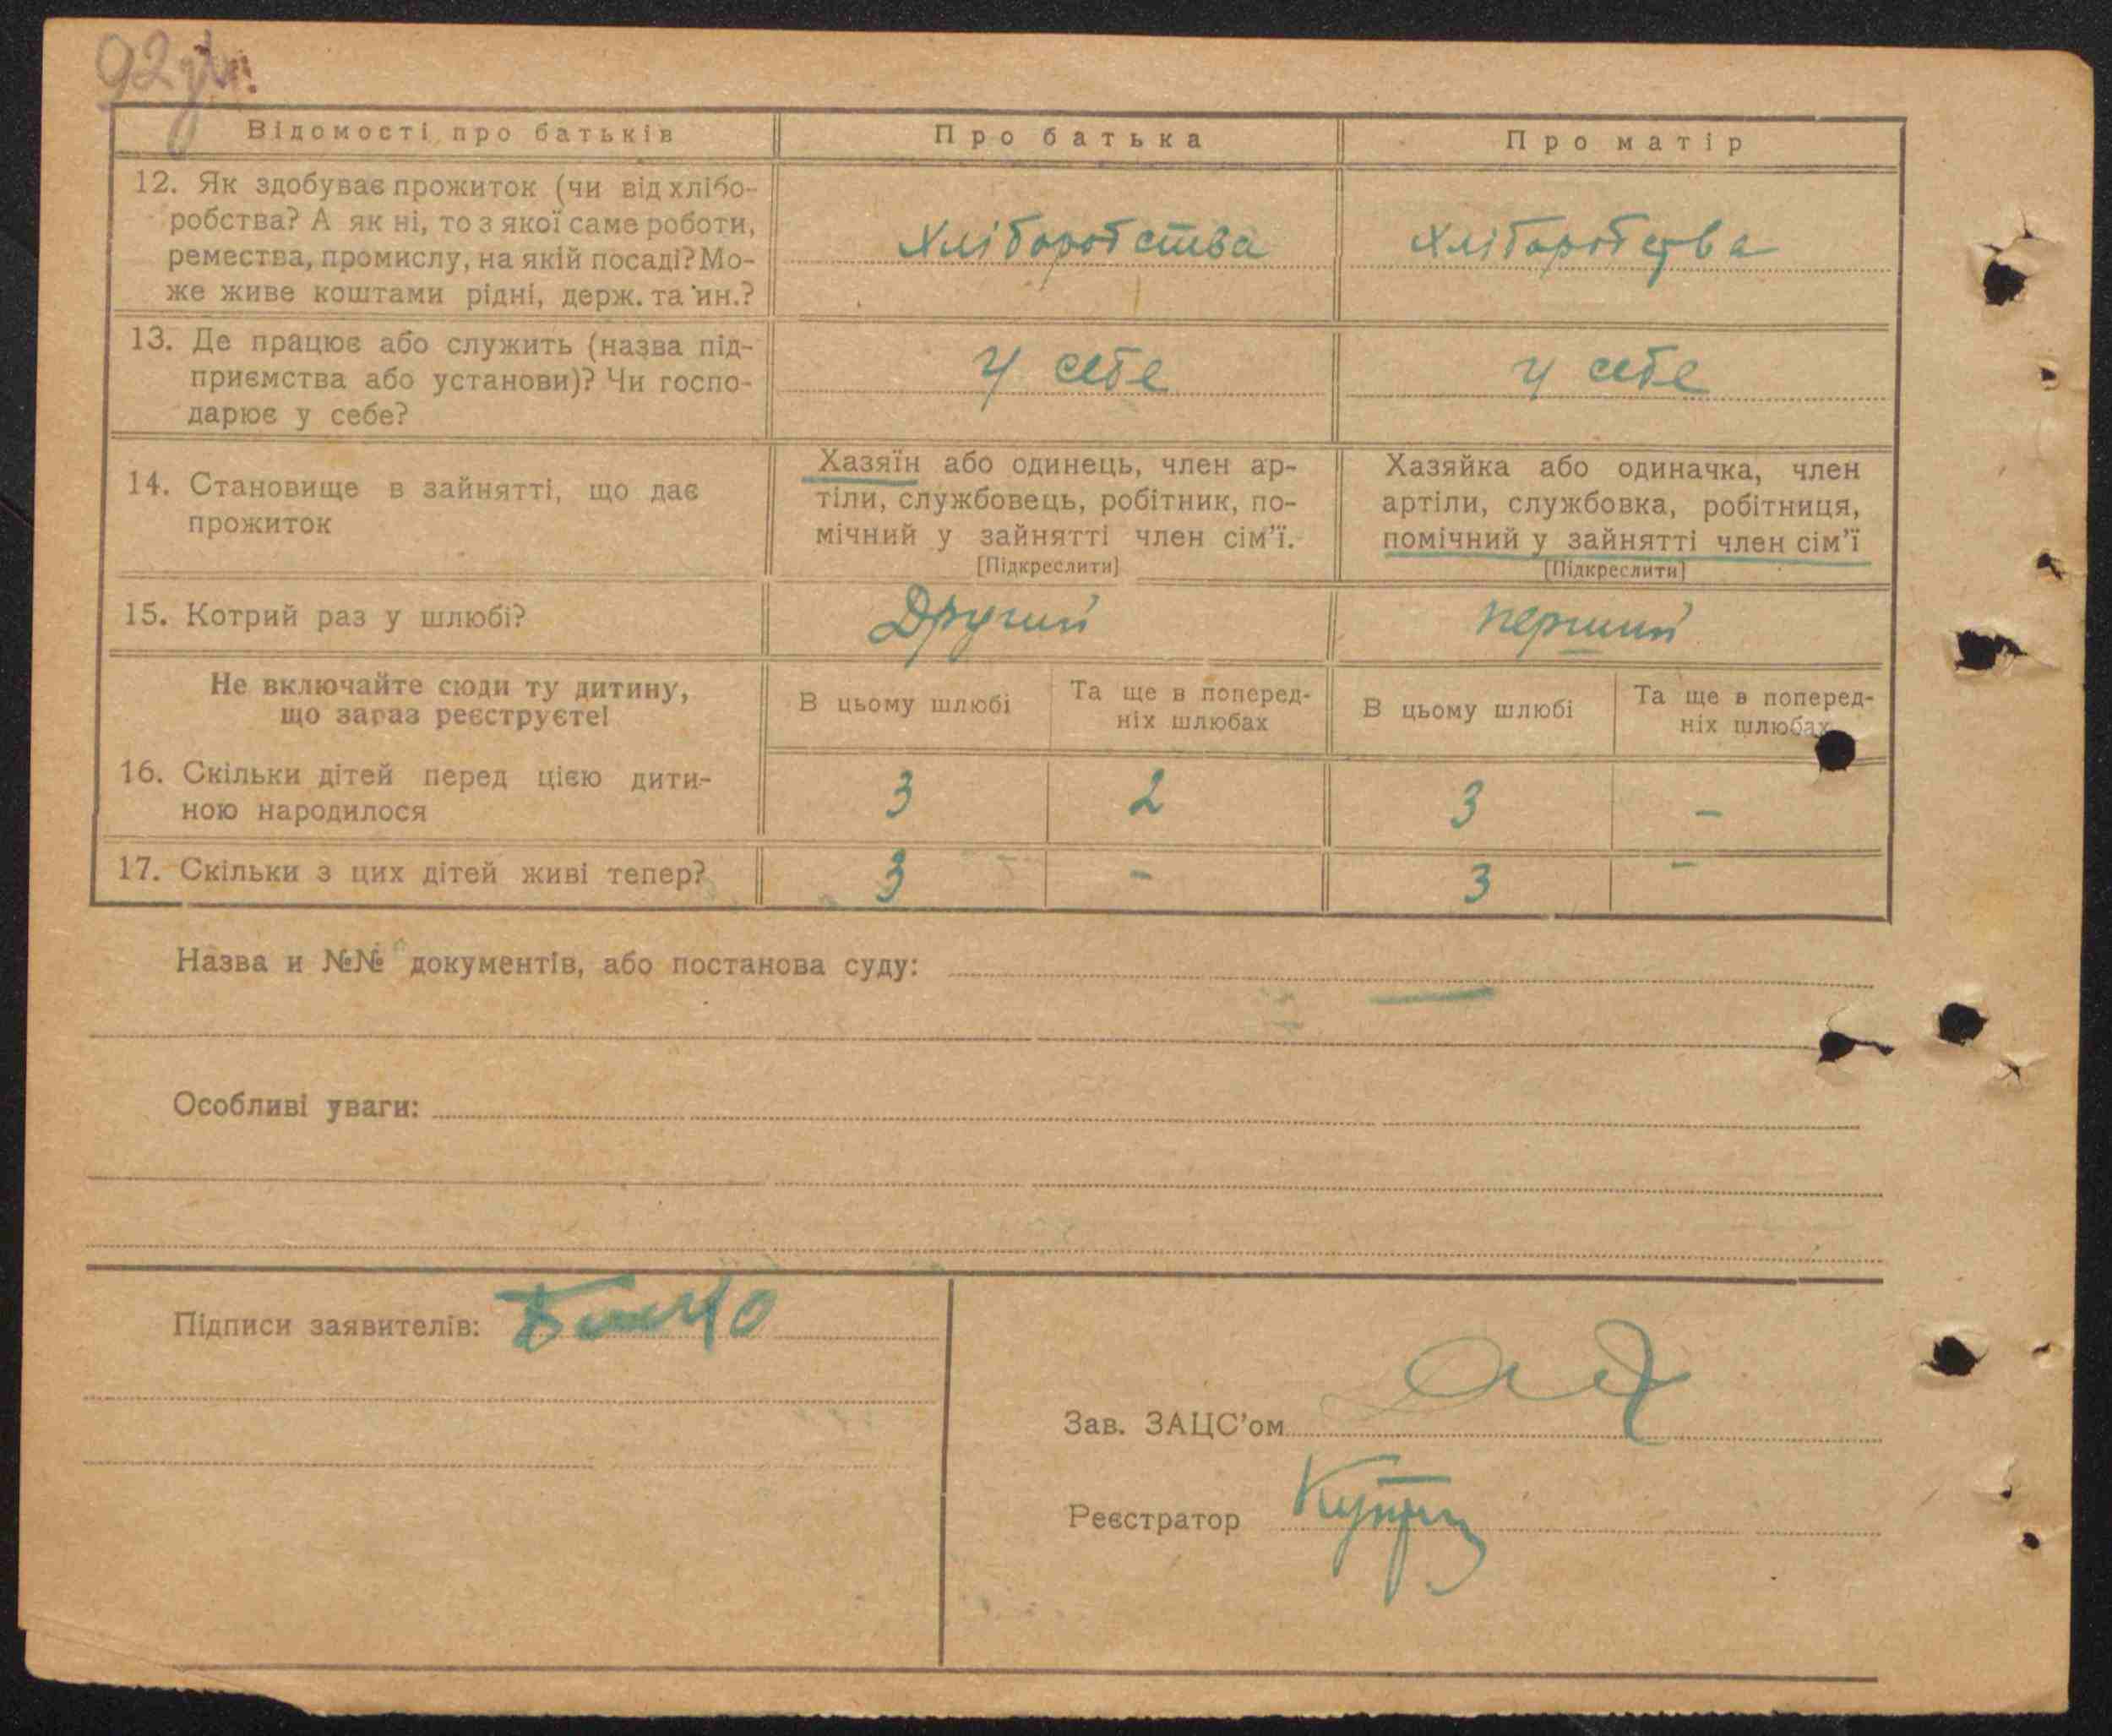 92
Відомості про батьків
Про батька
Про матір
12. Як здобуває прожиток (чи від хлібо-
робства? А як ні, то з якої саме роботи,
ремества, промислу, на якій посаді? Мо-
же живе коштами рідні, держ. та ин.?
хліборобства
хліборобства
13. Де працює або служить (назва під-
приємства або установи)? Чи госпо-
дарює у себе?
у себе
у себе
14. Становище в зайнятті, що дає
прожиток
Хазяїн або одинець, член ар-
тіли, службовець, робітник, по-
мічний у зайнятті член сім'ї.
[Підкреслити]
Хазяйка або одиначка, член
артіли, службовка, робітниця,
помічний у зайнятті член сім'ї
[Підкреслити]
15. Котрий раз у шлюбі?
Другий
перший
Не включайте сюди ту дитину,
що зараз реєструєте!
В цьому шлюбі
Та ще в поперед-
ніх шлюбах
В цьому шлюбі
Та ще в поперед-
ніх шлюбах
16. Скільки дітей перед цією дити-
ною народилося
3
2
3
-
17. Скільки з цих дітей живі тепер?
3
-
3
-
Назва и №№ документів, або постанова суду: —
Особливі уваги:
Підписи заявителів:
Зав. ЗАЦС'ом
Реєстратор